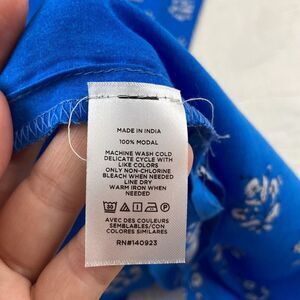 MADE IN INDIA
100% MODAL
MACHINE WASH COLD
DELICATE CYCLE WITH
LIKE COLORS
ONLY NON-CHLORINE
BLEACH WHEN NEEDED
LINE DRY
WARM IRON WHEN
NEEDED
30
AVEC DES COULEURS
SEMBLABLES/CON
COLORES SIMILARES
RN#140923